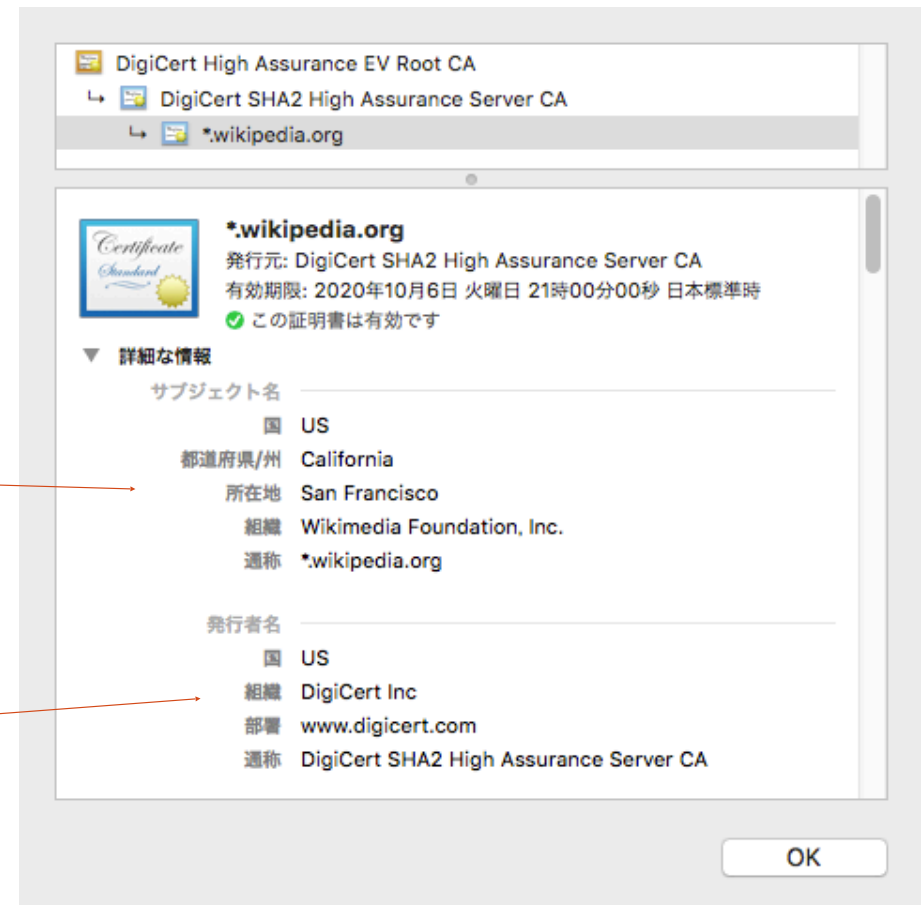 DigiCert High Assurance EV Root CA
DigiCert SHA2 High Assurance Server CA
*.wikipedia.org
Certificate
Standard
*.wikipedia.org
発行元: DigiCert SHA2 High Assurance Server CA
有効期限: 2020年10月6日 火曜日 21時00分00秒 日本標準時
この証明書は有効です
詳細な情報
サブジェクト名
国 US
都道府県/州 California
所在地 San Francisco
組織 Wikimedia Foundation, Inc.
通称 *.wikipedia.org
発行者名
国 US
組織 DigiCert Inc
部署 www.digicert.com
通称 DigiCert SHA2 High Assurance Server CA
OK